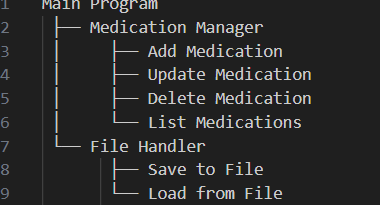 1 Main Program
2 ├── Medication Manager
3 │   ├── Add Medication
4 │   ├── Update Medication
5 │   ├── Delete Medication
6 │   └── List Medications
7 └── File Handler
8     ├── Save to File
9     └── Load from File